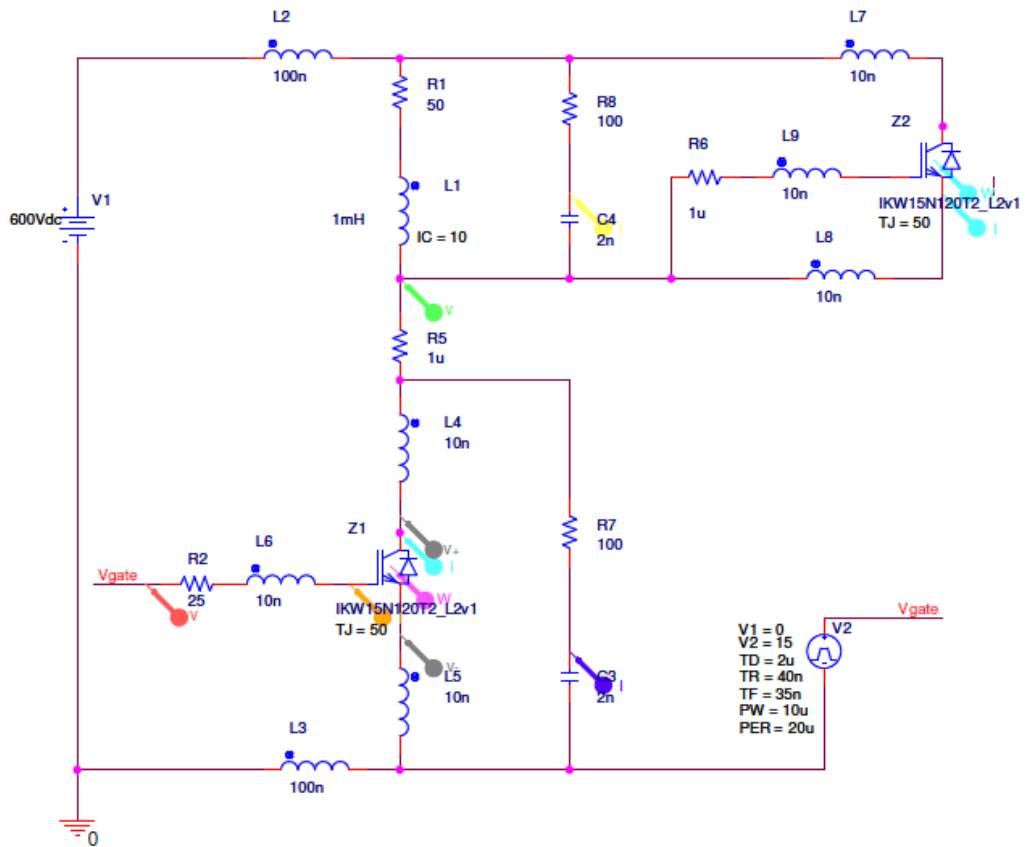 L2
100n
L7
10n
R1
50
R8
100
Z2
L9
R6
10n
1u
L1
1mH
IC = 10
V1
600Vdc
C4
2n
W
I
I
IKW15N120T2_L2v1
TJ = 50
I
L8
10n
V
R5
1u
L4
10n
Z1
V+
I
R7
100
L6
R2
Vgate
25
10n
V
W
IKW15N120T2_L2v1
TJ = 50
V-
L5
10n
C3
2n
I
L3
100n
Vgate
V1 = 0
V2 = 15
TD = 2u
TR = 40n
TF = 35n
PW = 10u
PER = 20u
V2
0